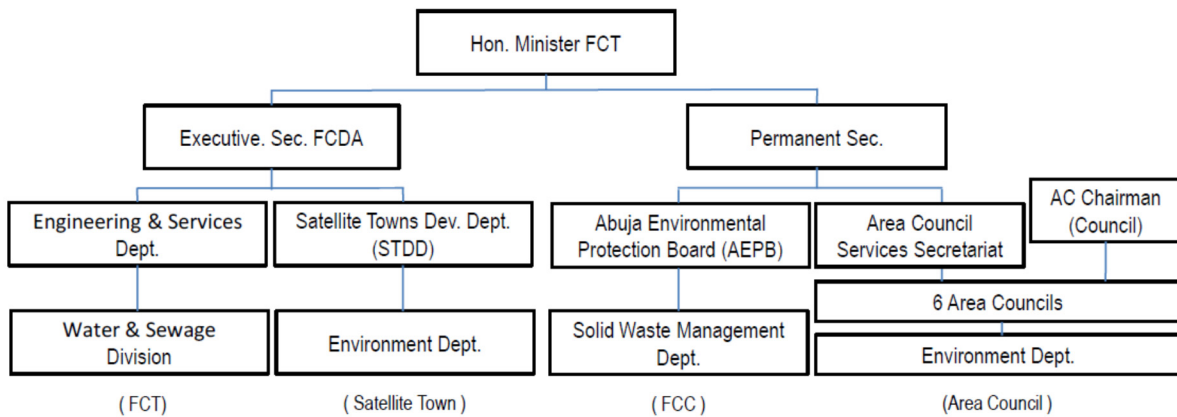 Hon. Minister FCT
Executive. Sec. FCDA
Permanent Sec.
Engineering & Services
Dept.
Satellite Towns Dev. Dept.
(STDD)
Abuja Environmental
Protection Board (AEPB)
Area Council
Services Secretariat
AC Chairman
(Council)
6 Area Councils
Water & Sewage
Division
Environment Dept.
Solid Waste Management
Dept.
Environment Dept.
( FCT)
( Satellite Town )
( FCC )
(Area Council )